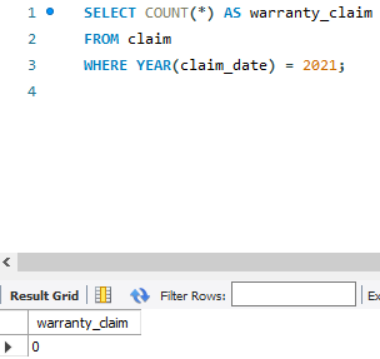 1 SELECT COUNT(*) AS warranty_claim
2 FROM claim
3 WHERE YEAR(claim_date) = 2021;
4
Result Grid Filter Rows: Ex
warranty_claim
0